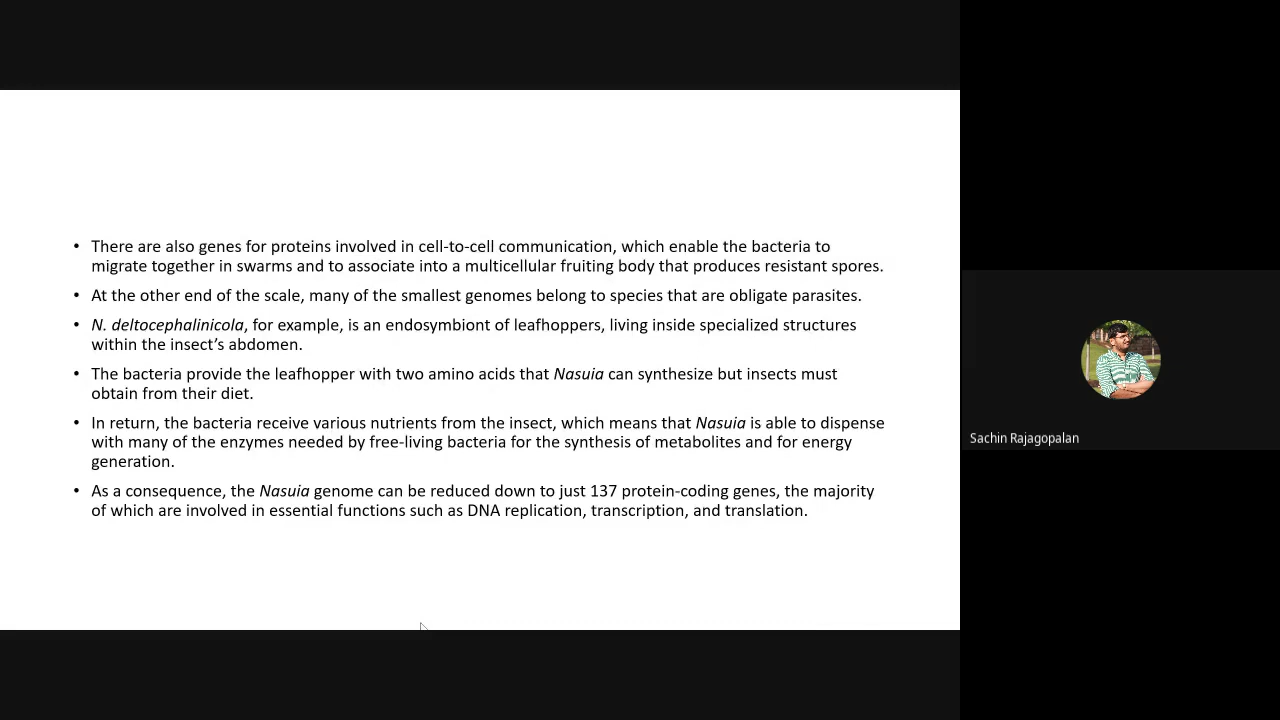 • There are also genes for proteins involved in cell-to-cell communication, which enable the bacteria to
migrate together in swarms and to associate into a multicellular fruiting body that produces resistant spores.
• At the other end of the scale, many of the smallest genomes belong to species that are obligate parasites.
• N. deltocephalinicola, for example, is an endosymbiont of leafhoppers, living inside specialized structures
within the insect’s abdomen.
• The bacteria provide the leafhopper with two amino acids that Nasuia can synthesize but insects must
obtain from their diet.
• In return, the bacteria receive various nutrients from the insect, which means that Nasuia is able to dispense
with many of the enzymes needed by free-living bacteria for the synthesis of metabolites and for energy
generation.
• As a consequence, the Nasuia genome can be reduced down to just 137 protein-coding genes, the majority
of which are involved in essential functions such as DNA replication, transcription, and translation.
Sachin Rajagopalan